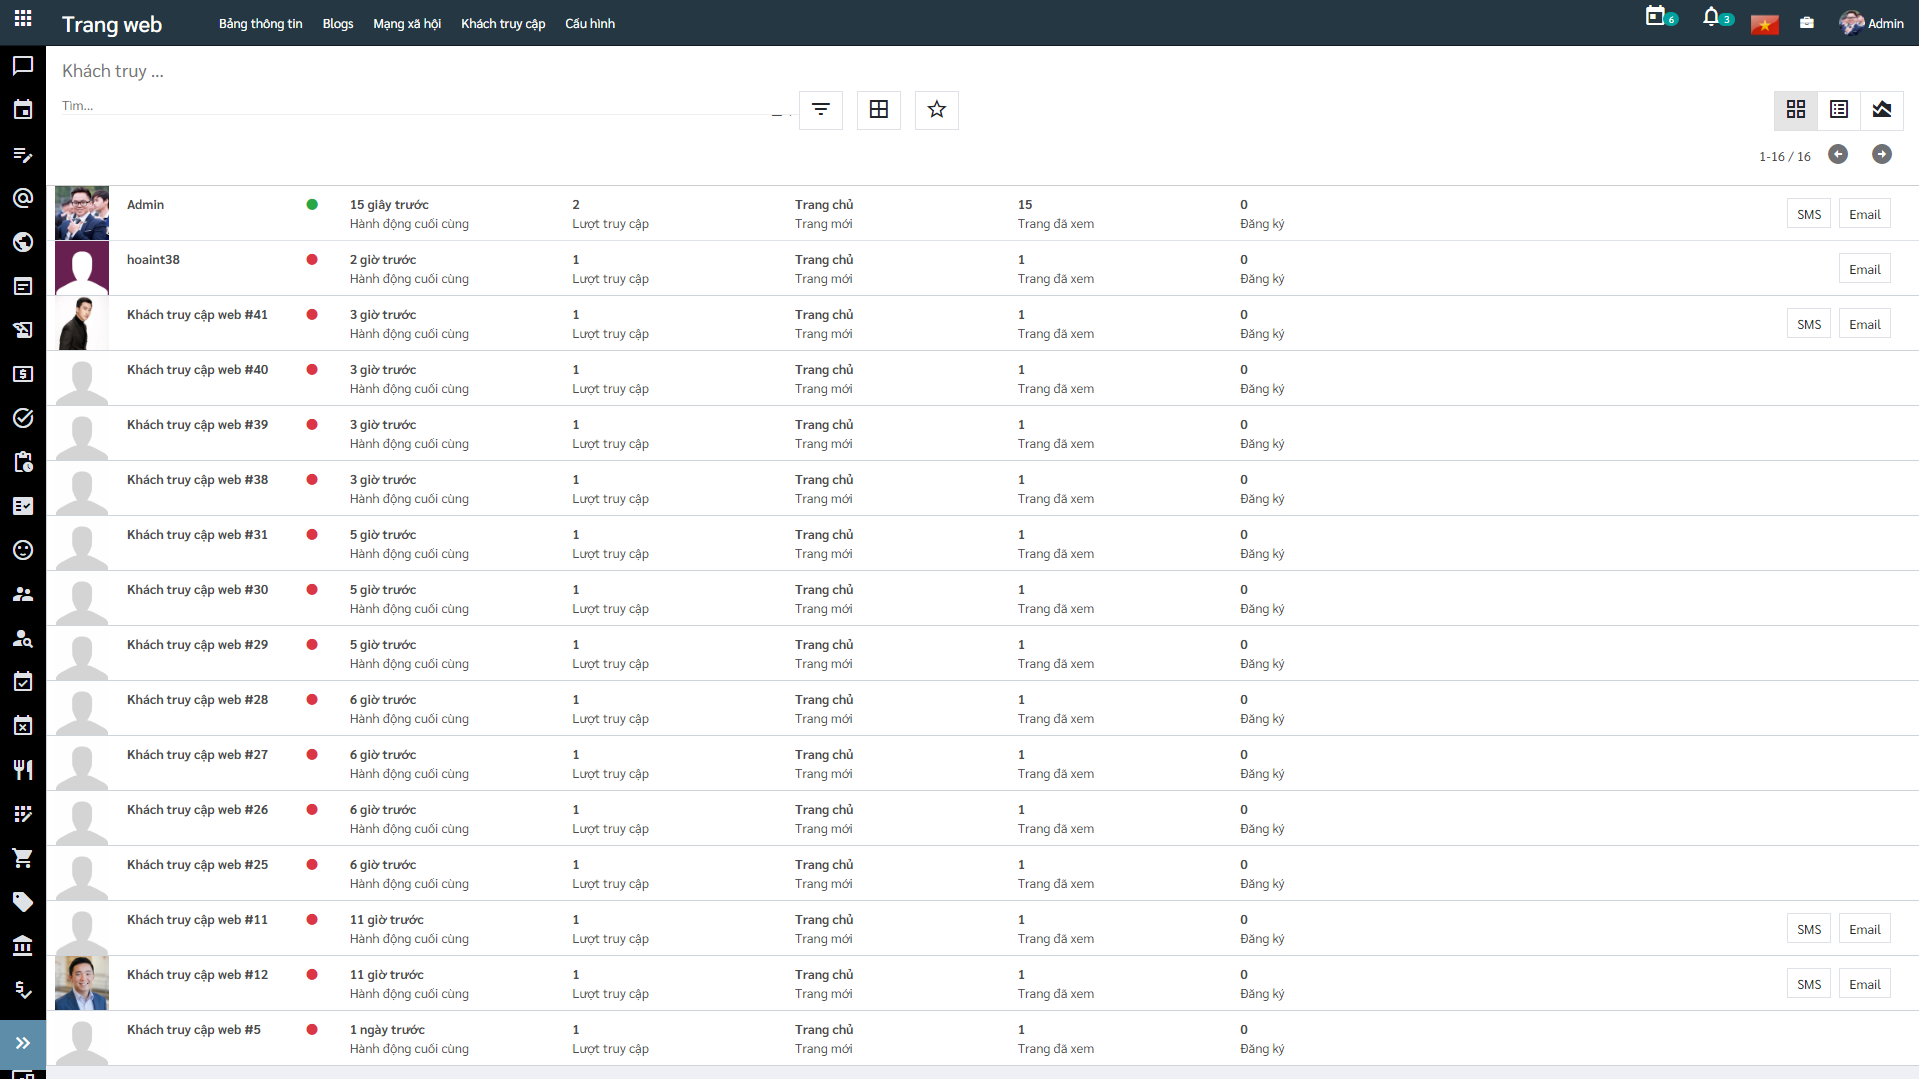 Trang web Bảng thông tin Blogs Mạng xã hội Khách truy cập Cấu hình 6 3 Admin
Khách truy ...
Tìm...
1-16 / 16
Admin 15 giây trước 2 Trang chủ 15 0
Hành động cuối cùng Lượt truy cập Trang mới Trang đã xem Đăng ký SMS Email
hoaint38 2 giờ trước 1 Trang chủ 1 0
Hành động cuối cùng Lượt truy cập Trang mới Trang đã xem Đăng ký Email
Khách truy cập web #41 3 giờ trước 1 Trang chủ 1 0
Hành động cuối cùng Lượt truy cập Trang mới Trang đã xem Đăng ký SMS Email
Khách truy cập web #40 3 giờ trước 1 Trang chủ 1 0
Hành động cuối cùng Lượt truy cập Trang mới Trang đã xem Đăng ký
Khách truy cập web #39 3 giờ trước 1 Trang chủ 1 0
Hành động cuối cùng Lượt truy cập Trang mới Trang đã xem Đăng ký
Khách truy cập web #38 3 giờ trước 1 Trang chủ 1 0
Hành động cuối cùng Lượt truy cập Trang mới Trang đã xem Đăng ký
Khách truy cập web #31 5 giờ trước 1 Trang chủ 1 0
Hành động cuối cùng Lượt truy cập Trang mới Trang đã xem Đăng ký
Khách truy cập web #30 5 giờ trước 1 Trang chủ 1 0
Hành động cuối cùng Lượt truy cập Trang mới Trang đã xem Đăng ký
Khách truy cập web #29 5 giờ trước 1 Trang chủ 1 0
Hành động cuối cùng Lượt truy cập Trang mới Trang đã xem Đăng ký
Khách truy cập web #28 6 giờ trước 1 Trang chủ 1 0
Hành động cuối cùng Lượt truy cập Trang mới Trang đã xem Đăng ký
Khách truy cập web #27 6 giờ trước 1 Trang chủ 1 0
Hành động cuối cùng Lượt truy cập Trang mới Trang đã xem Đăng ký
Khách truy cập web #26 6 giờ trước 1 Trang chủ 1 0
Hành động cuối cùng Lượt truy cập Trang mới Trang đã xem Đăng ký
Khách truy cập web #25 6 giờ trước 1 Trang chủ 1 0
Hành động cuối cùng Lượt truy cập Trang mới Trang đã xem Đăng ký
Khách truy cập web #11 11 giờ trước 1 Trang chủ 1 0
Hành động cuối cùng Lượt truy cập Trang mới Trang đã xem Đăng ký SMS Email
Khách truy cập web #12 11 giờ trước 1 Trang chủ 1 0
Hành động cuối cùng Lượt truy cập Trang mới Trang đã xem Đăng ký SMS Email
Khách truy cập web #5 1 ngày trước 1 Trang chủ 1 0
Hành động cuối cùng Lượt truy cập Trang mới Trang đã xem Đăng ký